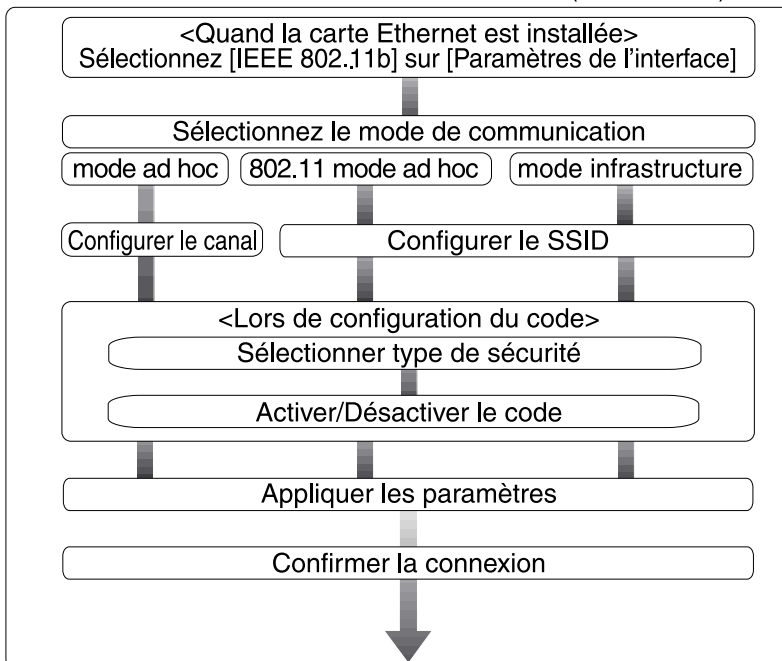 <Quand la carte Ethernet est installée>
Sélectionnez [IEEE 802.11b] sur [Paramètres de l'interface]
Sélectionnez le mode de communication
mode ad hoc
802.11 mode ad hoc
mode infrastructure
Configurer le canal
Configurer le SSID
<Lors de configuration du code>
Sélectionner type de sécurité
Activer/Désactiver le code
Appliquer les paramètres
Confirmer la connexion